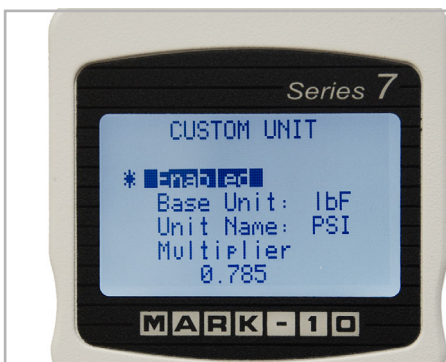 Series 7
CUSTOM UNIT
* Enabled
Base Unit: lbF
Unit Name: PSI
Multiplier
0.785
MARK-10